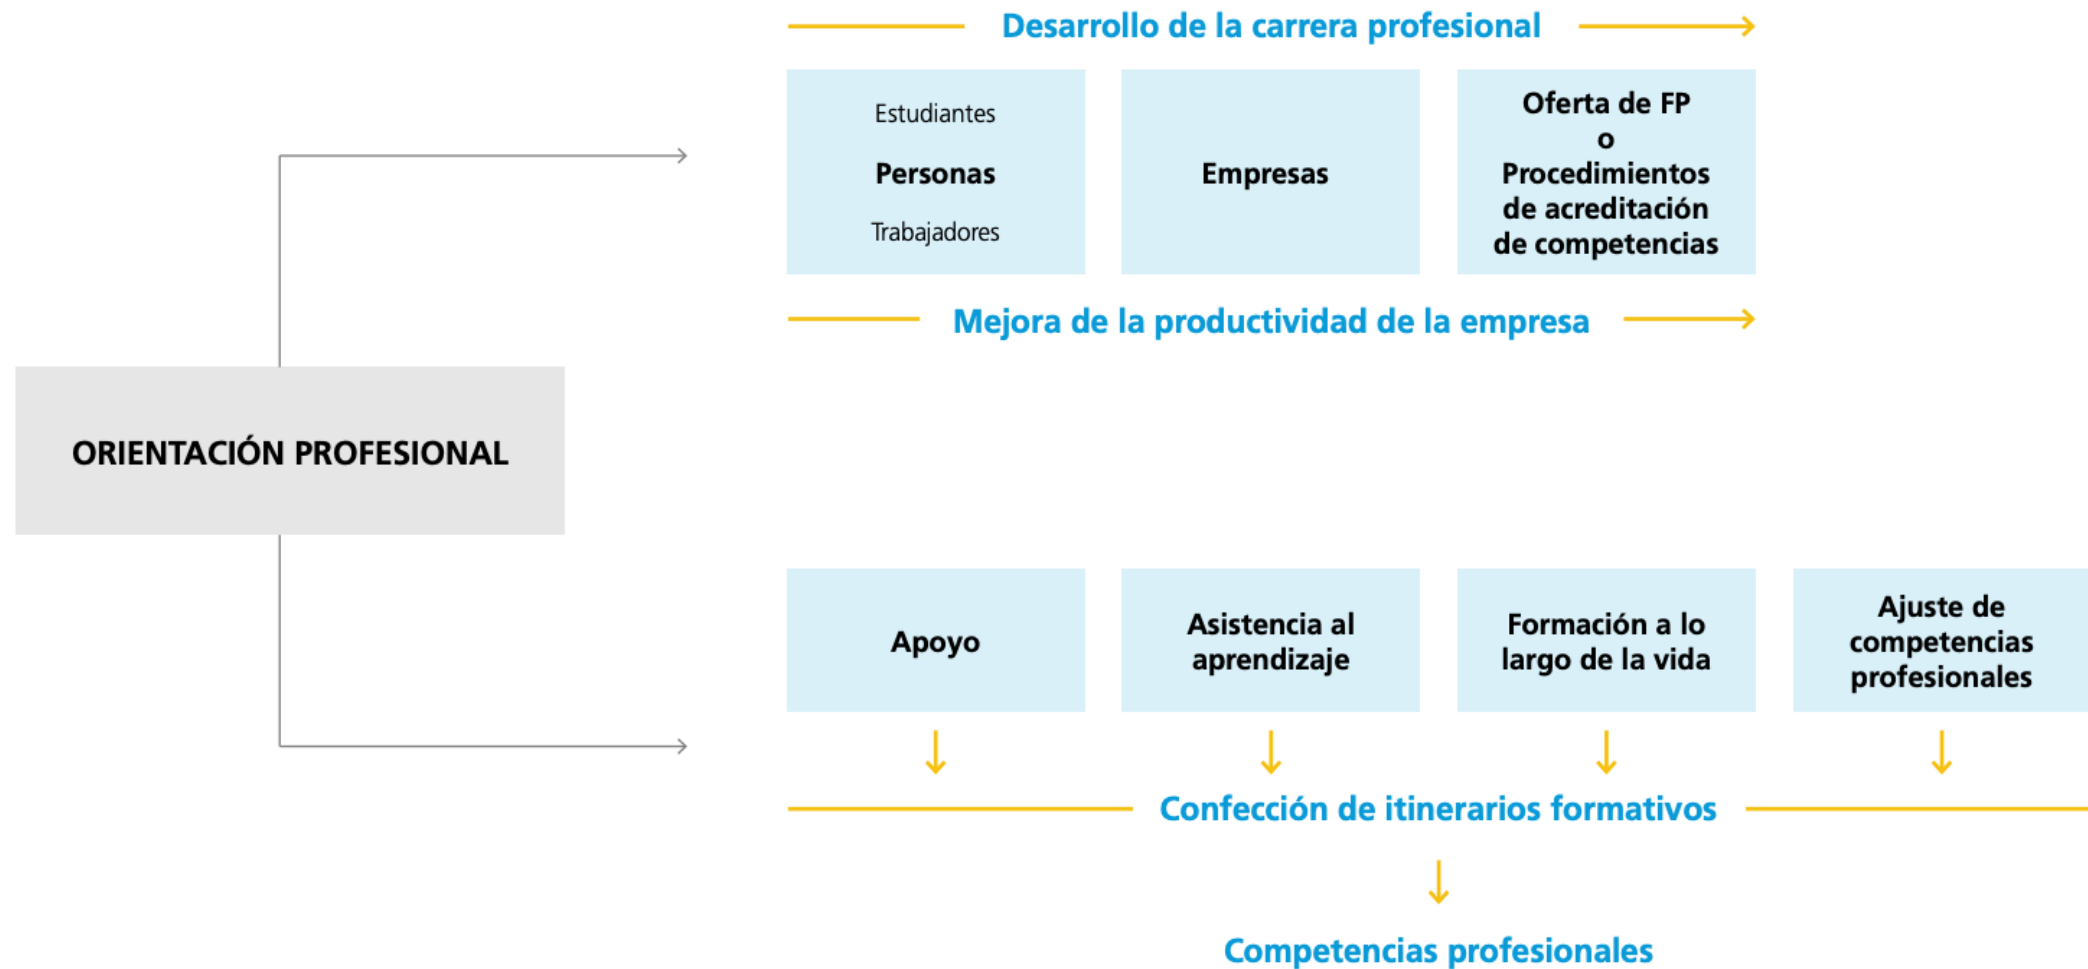 Desarrollo de la carrera profesional
Estudiantes
Personas
Trabajadores
Empresas
Oferta de FP
o
Procedimientos
de acreditación
de competencias
Mejora de la productividad de la empresa
ORIENTACIÓN PROFESIONAL
Apoyo
Asistencia al
aprendizaje
Formación a lo
largo de la vida
Ajuste de
competencias
profesionales
Confección de itinerarios formativos
Competencias profesionales